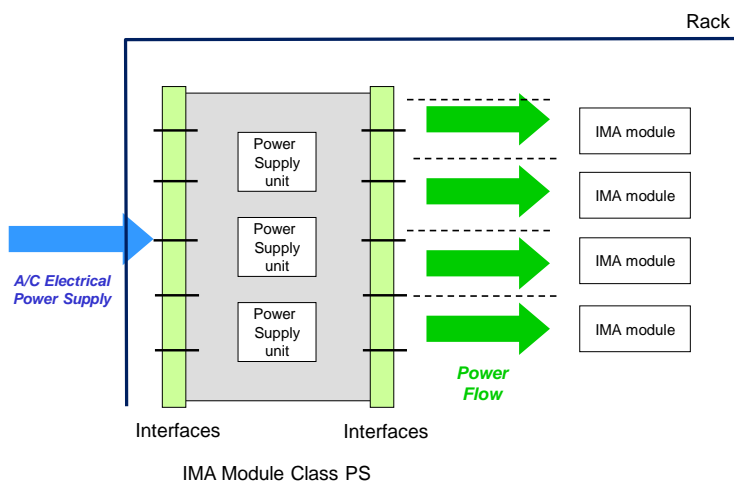 Rack
IMA module
Power
Supply
unit
IMA module
Power
Supply
unit
IMA module
A/C Electrical
Power Supply
Power
Supply
unit
IMA module
Power
Flow
Interfaces
Interfaces
IMA Module Class PS